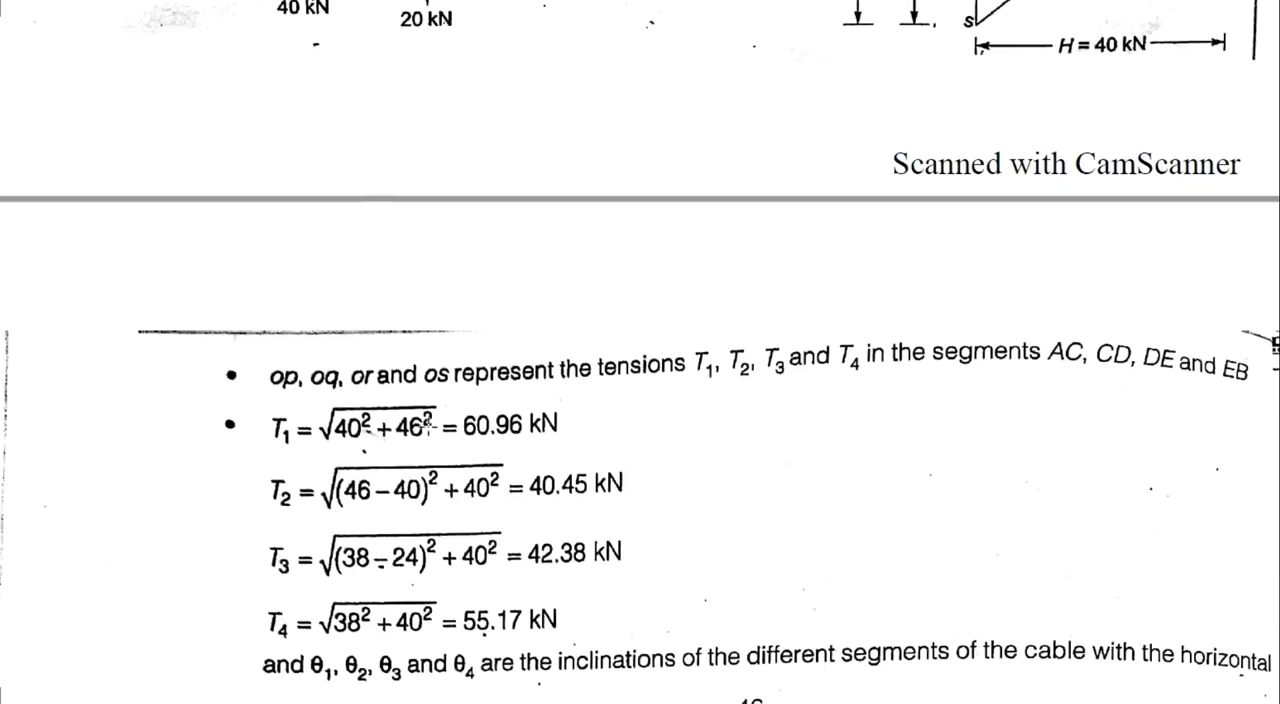 40 kN
20 kN
s
H = 40 kN
Scanned with CamScanner
• op, oq, or and os represent the tensions T₁, T₂, T₃ and T₄ in the segments AC, CD, DE and EB
• T₁ = √(40² + 46²) = 60.96 kN
T₂ = √((46 – 40)² + 40²) = 40.45 kN
T₃ = √((38 – 24)² + 40²) = 42.38 kN
T₄ = √(38² + 40²) = 55.17 kN
and θ₁, θ₂, θ₃ and θ₄ are the inclinations of the different segments of the cable with the horizontal